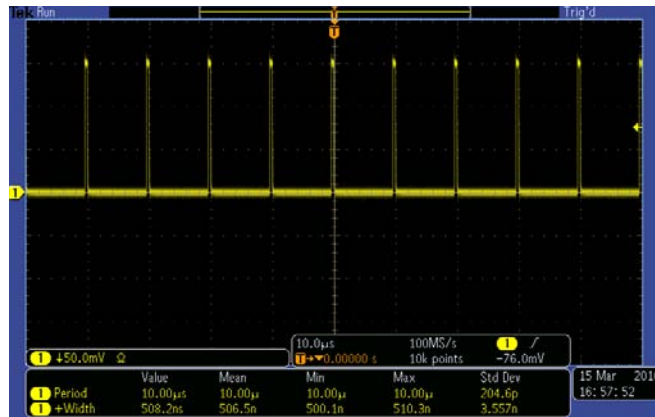 Tek Run Trig'd
T
T
1
10.0µs 100MS/s 1
1 ↓50.0mV Ω T→▼0.00000 s 10k points −76.0mV
Value Mean Min Max Std Dev
1 Period 10.00µs 10.00µ 10.00µ 10.00µ 204.6p
1 +Width 508.2ns 506.5n 500.1n 510.3n 3.557n
15 Mar 201
16:57:52